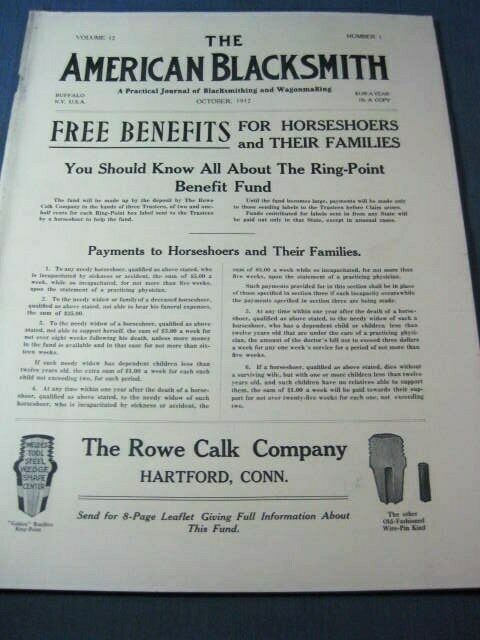 VOLUME 12
NUMBER 1
THE
AMERICAN BLACKSMITH
A Practical Journal of Blacksmithing and Wagonmaking
BUFFALO
N.Y. U.S.A.
OCTOBER, 1912
$1.00 A YEAR
10c A COPY
FREE BENEFITS FOR HORSESHOERS
and THEIR FAMILIES
You Should Know All About The Ring-Point
Benefit Fund
The fund will be made up by the deposit by The Rowe
Calk Company in the hands of three Trustees, of two and one-
half cents for each Ring-Point box label sent to the Trustees
by a horseshoer to help the fund.
Until the fund becomes large, payments will be made only
to those sending labels to the Trustees before Claim arises.
Funds contributed for labels sent in from any State will
be paid out only in that State, except in unusual cases.
Payments to Horseshoers and Their Families.
1. To any needy horseshoer, qualified as above stated, who
is incapacitated by sickness or accident, the sum of $5.00 a
week, while so incapacitated, for not more than five weeks,
upon the statement of a practicing physician.
2. To the needy widow or family of a deceased horseshoer,
qualified as above stated, not able to bear his funeral expenses,
the sum of $35.00.
3. To the needy widow of a horseshoer, qualified as above
stated, not able to support herself, the sum of $3.00 a week for
not over eight weeks following his death, unless more money
in the fund is available and in that case for not more than six-
teen weeks.
If such needy widow has dependent children less than
twelve years old, the extra sum of $1.00 a week for each such
child not exceeding two, for such period.
4. At any time within one year after the death of a horse-
shoer, qualified as above stated, to the needy widow of such
horseshoer, who is incapacitated by sickness or accident, the
sum of $3.00 a week while so incapacitated, for not more than
five weeks, upon the statement of a practicing physician.
Such payments provided for in this section shall be in place
of those specified in section three if such incapacity occurs while
the payments specified in section three are being made.
5. At any time within one year after the death of a horse-
shoer, qualified as above stated, to the needy widow of such a
horseshoer, who has a dependent child or children less than
twelve years old that are under the care of a practicing physi-
cian, the amount of the doctor's bill not to exceed three dollars
a week for any one week's service for a period of not more than
five weeks.
6. If a horseshoer, qualified as above stated, dies without
a surviving wife, but with one or more children less than twelve
years old, and such children have no relatives able to support
them, the sum of $1.00 a week will be paid towards their sup-
port for not over twenty-five weeks for each one, not exceeding
two.
WELDED
TOOL
STEEL
WEDGE
SHAPE
CENTER
Ring-Point
The Rowe Calk Company
HARTFORD, CONN.
Send for 8-Page Leaflet Giving Full Information About
This Fund.
The other
Old-Fashioned
Wire-Pin Kind